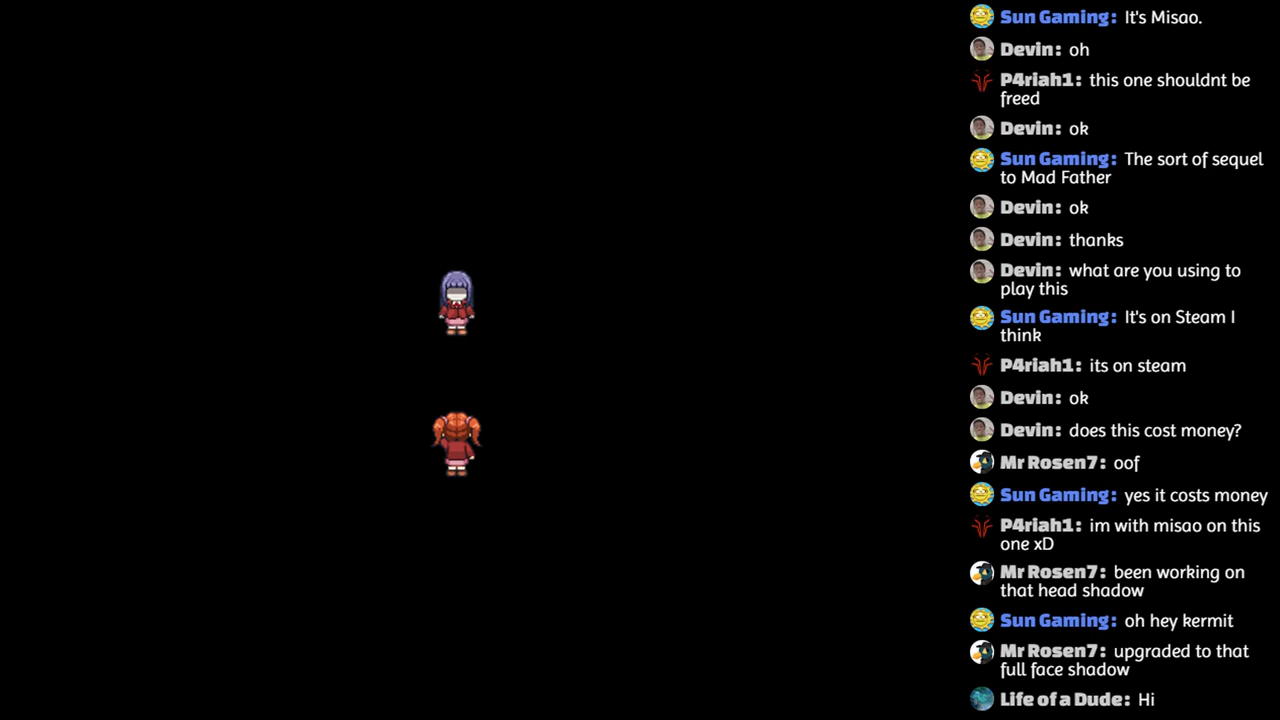 Sun Gaming: It's Misao.
Devin: oh
P4riah1: this one shouldnt be
freed
Devin: ok
Sun Gaming: The sort of sequel
to Mad Father
Devin: ok
Devin: thanks
Devin: what are you using to
play this
Sun Gaming: It's on Steam I
think
P4riah1: its on steam
Devin: ok
Devin: does this cost money?
Mr Rosen7: oof
Sun Gaming: yes it costs money
P4riah1: im with misao on this
one xD
Mr Rosen7: been working on
that head shadow
Sun Gaming: oh hey kermit
Mr Rosen7: upgraded to that
full face shadow
Life of a Dude: Hi